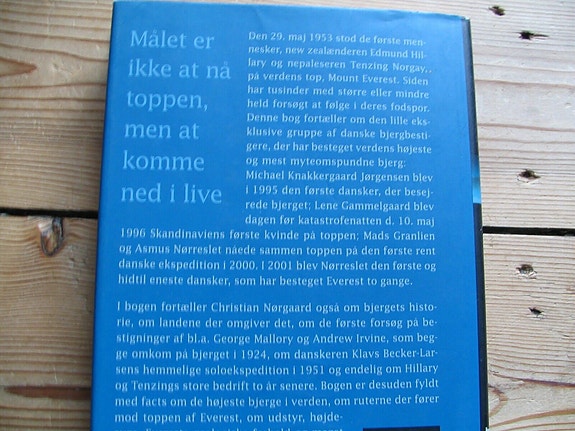 Målet er
ikke at nå
toppen,
men at
komme
ned i live
Den 29. maj 1953 stod de første men-
nesker, new zealænderen Edmund Hil-
lary og nepaleseren Tenzing Norgay,,
på verdens top, Mount Everest. Siden
har tusinder med større eller mindre
held forsøgt at følge i deres fodspor.
Denne bog fortæller om den lille eks-
klusive gruppe af danske bjergbesti-
gere, der har besteget verdens højeste
og mest myteomspundne bjerg:
Michael Knakkergaard Jørgensen blev
i 1995 den første dansker, der besej-
rede bjerget; Lene Gammelgaard blev
dagen før katastrofenatten d. 10. maj
1996 Skandinaviens første kvinde på toppen; Mads Granlien
og Asmus Nørreslet nåede sammen toppen på den første rent
danske ekspedition i 2000. I 2001 blev Nørreslet den første og
hidtil eneste dansker, som har besteget Everest to gange.
I bogen fortæller Christian Nørgaard også om bjergets histo-
rie, om landene der omgiver det, om de første forsøg på be-
stigninger af bl.a. George Mallory og Andrew Irvine, som beg-
ge omkom på bjerget i 1924, om danskeren Klavs Becker-Lar-
sens hemmelige soloekspedition i 1951 og endelig om Hillary
og Tenzings store bedrift to år senere. Bogen er desuden fyldt
med facts om de højeste bjerge i verden, om ruterne der fører
mod toppen af Everest, om udstyr, højde-